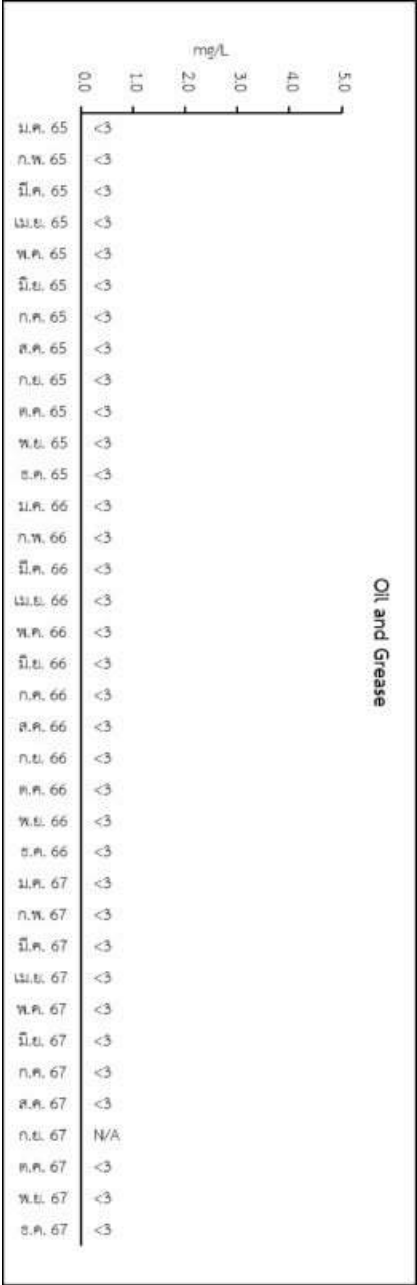 Oil and Grease
mg/L
5.0
4.0
3.0
2.0
1.0
0.0
ม.ค. 65 <3
ก.พ. 65 <3
มี.ค. 65 <3
เม.ย. 65 <3
พ.ค. 65 <3
มิ.ย. 65 <3
ก.ค. 65 <3
ส.ค. 65 <3
ก.ย. 65 <3
ต.ค. 65 <3
พ.ย. 65 <3
ธ.ค. 65 <3
ม.ค. 66 <3
ก.พ. 66 <3
มี.ค. 66 <3
เม.ย. 66 <3
พ.ค. 66 <3
มิ.ย. 66 <3
ก.ค. 66 <3
ส.ค. 66 <3
ก.ย. 66 <3
ต.ค. 66 <3
พ.ย. 66 <3
ธ.ค. 66 <3
ม.ค. 67 <3
ก.พ. 67 <3
มี.ค. 67 <3
เม.ย. 67 <3
พ.ค. 67 <3
มิ.ย. 67 <3
ก.ค. 67 <3
ส.ค. 67 <3
ก.ย. 67 N/A
ต.ค. 67 <3
พ.ย. 67 <3
ธ.ค. 67 <3